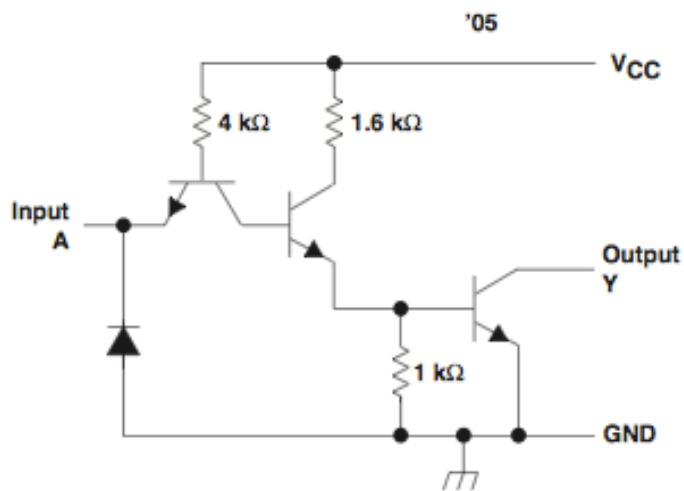 '05
VCC
4 kΩ
1.6 kΩ
Input
A
Output
Y
1 kΩ
GND